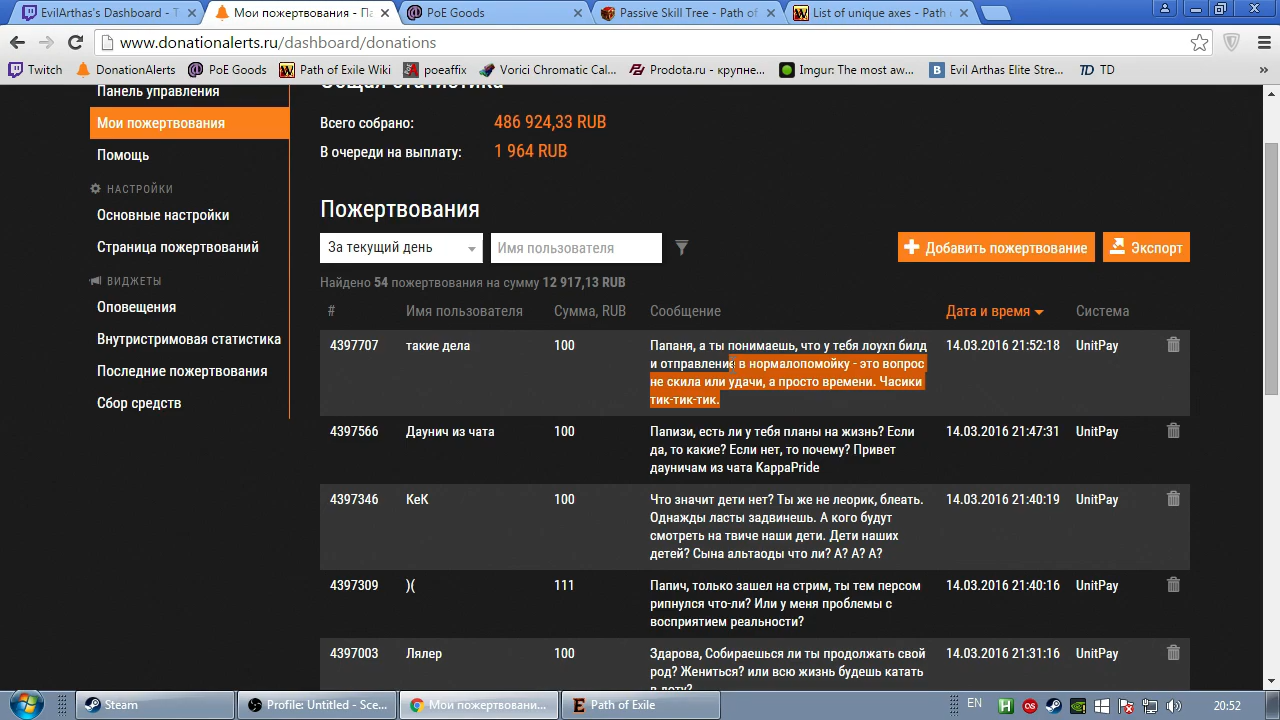 EvilArthas's Dashboard - T
Мои пожертвования - Па
PoE Goods
Passive Skill Tree - Path of
List of unique axes - Path
www.donationalerts.ru/dashboard/donations
Twitch
DonationAlerts
PoE Goods
Path of Exile Wiki
poeaffix
Vorici Chromatic Cal...
Prodota.ru - крупне...
Imgur: The most aw...
Evil Arthas Elite Stre...
TD
Панель управления
Мои пожертвования
Помощь
НАСТРОЙКИ
Основные настройки
Страница пожертвований
ВИДЖЕТЫ
Оповещения
Внутристримовая статистика
Последние пожертвования
Сбор средств
Общая статистика
Всего собрано: 486 924,33 RUB
В очереди на выплату: 1 964 RUB
Пожертвования
За текущий день
Имя пользователя
Добавить пожертвование
Экспорт
Найдено 54 пожертвования на сумму 12 917,13 RUB
# Имя пользователя Сумма, RUB Сообщение Дата и время Система
4397707 такие дела 100 Папаня, а ты понимаешь, что у тебя лоухп билд 14.03.2016 21:52:18 UnitPay
и отправление в нормалопомойку - это вопрос
не скила или удачи, а просто времени. Часики
тик-тик-тик.
4397566 Даунич из чата 100 Папизи, есть ли у тебя планы на жизнь? Если 14.03.2016 21:47:31 UnitPay
да, то какие? Если нет, то почему? Привет
дауничам из чата KappaPride
4397346 КеК 100 Что значит дети нет? Ты же не леорик, блеать. 14.03.2016 21:40:19 UnitPay
Однажды ласты задвинешь. А кого будут
смотреть на твиче наши дети. Дети наших
детей? Сына альтаоды что ли? А? А? А?
4397309 )( 111 Папич, только зашел на стрим, ты тем персом 14.03.2016 21:40:16 UnitPay
рипнулся что-ли? Или у меня проблемы с
восприятием реальности?
4397003 Лялер 100 Здарова, Собираешься ли ты продолжать свой 14.03.2016 21:31:16 UnitPay
род? Жениться? или всю жизнь будешь катать
в доту?
Steam
Profile: Untitled - Sce...
Мои пожертвовани...
Path of Exile
EN
20:52